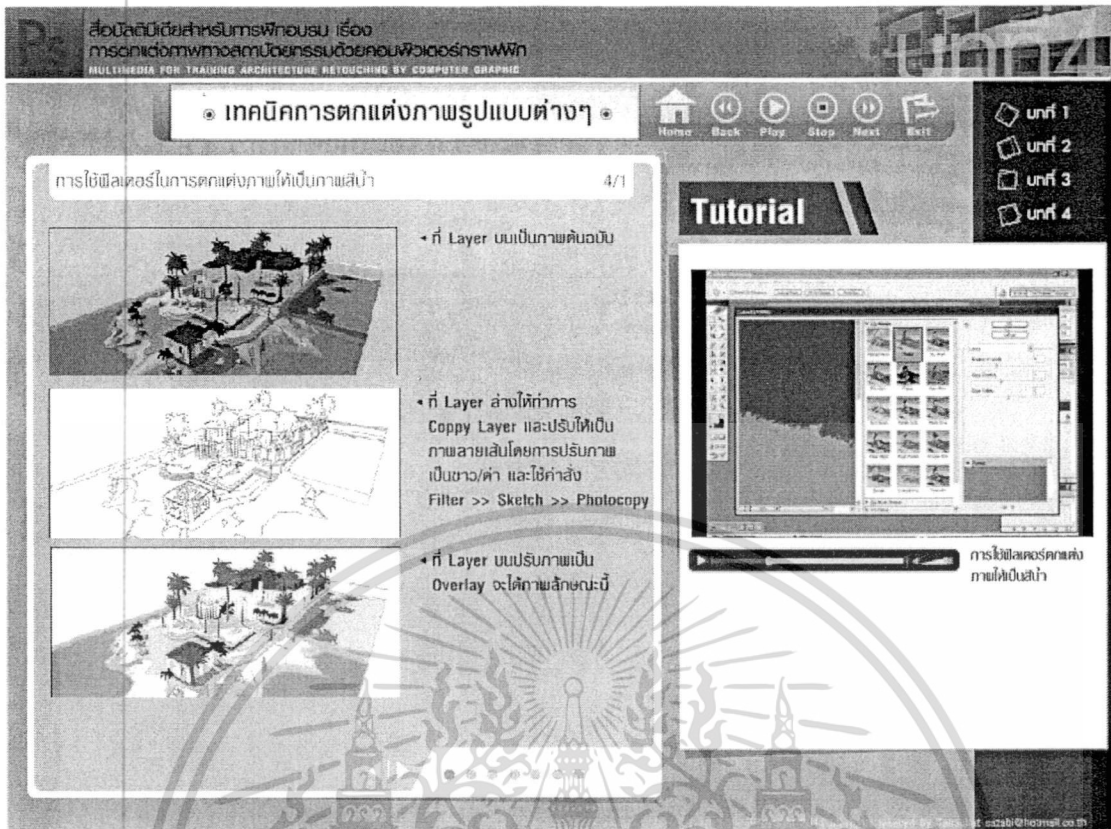 Ps
สื่อมัลติมีเดียสำหรับการฝึกอบรม เรื่อง
การตกแต่งภาพทางสถาปัตยกรรมด้วยคอมพิวเตอร์กราฟฟิก
MULTIMEDIA FOR TRAINING ARCHITECTURE RETOUCHING BY COMPUTER GRAPHIC
บทที่4
เทคนิคการตกแต่งภาพรูปแบบต่างๆ
Home Back Play Stop Next Exit
บทที่ 1
บทที่ 2
บทที่ 3
บทที่ 4
การใช้ฟิลเตอร์ในการตกแต่งภาพให้เป็นภาพสีน้ำ 4/1
ที่ Layer บนเป็นภาพต้นฉบับ
ที่ Layer ล่างให้ทำการ
Coppy Layer และปรับให้เป็น
ภาพลายเส้นโดยการปรับภาพ
เป็นขาว/ดำ และใช้คำสั่ง
Filter >> Sketch >> Photocopy
ที่ Layer บนปรับภาพเป็น
Overlay จะได้ภาพลักษณะนี้
Tutorial
การใช้ฟิลเตอร์ตกแต่ง
ภาพให้เป็นสีน้ำ